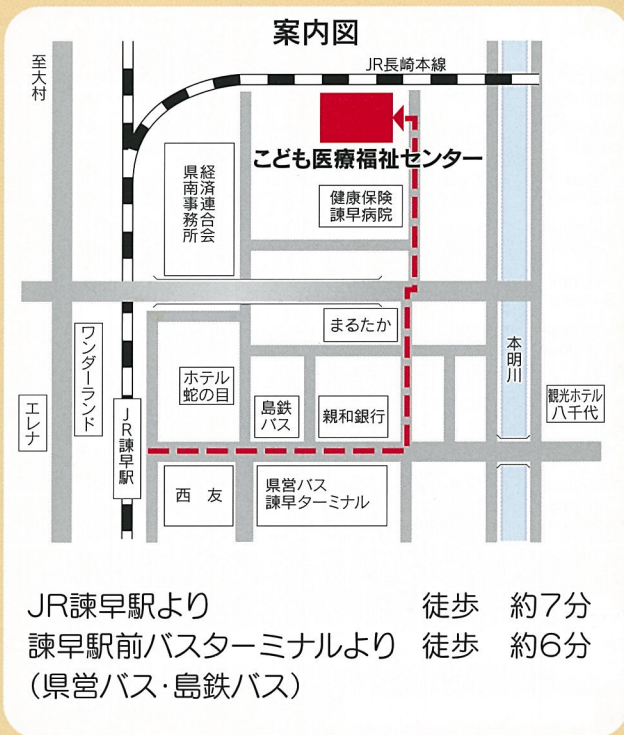 案内図
至大村
JR長崎本線
こども医療福祉センター
経済連合会
県南事務所
健康保険
諫早病院
まるたか
ワンダーランド
エレナ
JR諫早駅
ホテル
蛇の目
島鉄
バス
親和銀行
本明川
観光ホテル
八千代
西友
県営バス
諫早ターミナル
JR諫早駅より 徒歩 約7分
諫早駅前バスターミナルより 徒歩 約6分
(県営バス・島鉄バス)